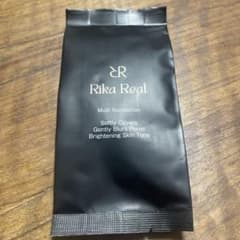 RR
Rika Real
Multi Foundation
Softly Covers
Gently Blurs Pores
Brightening Skin Tone